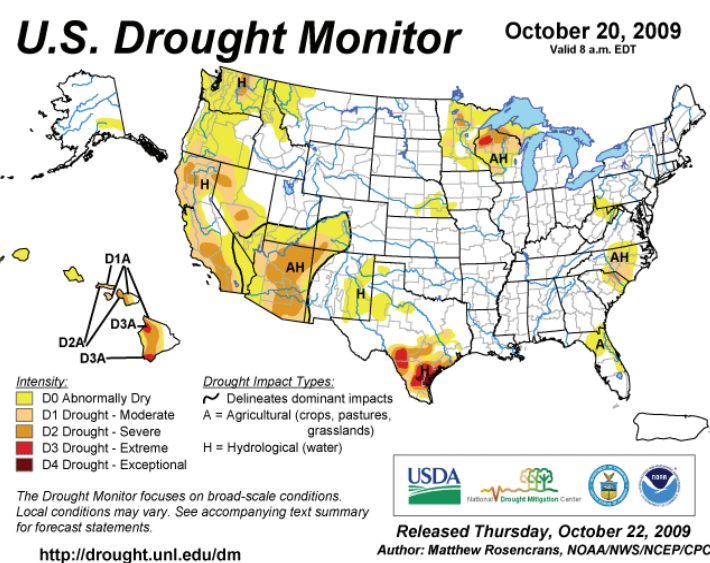 U.S. Drought Monitor
October 20, 2009
Valid 8 a.m. EDT
H
H
AH
AH
H
AH
A
H
D1A
D2A
D3A
D3A
Intensity:
D0 Abnormally Dry
D1 Drought - Moderate
D2 Drought - Severe
D3 Drought - Extreme
D4 Drought - Exceptional
Drought Impact Types:
Delineates dominant impacts
A = Agricultural (crops, pastures,
grasslands)
H = Hydrological (water)
The Drought Monitor focuses on broad-scale conditions.
Local conditions may vary. See accompanying text summary
for forecast statements.
http://drought.unl.edu/dm
USDA
National Drought Mitigation Center
NOAA
Released Thursday, October 22, 2009
Author: Matthew Rosencrans, NOAA/NWS/NCEP/CPC